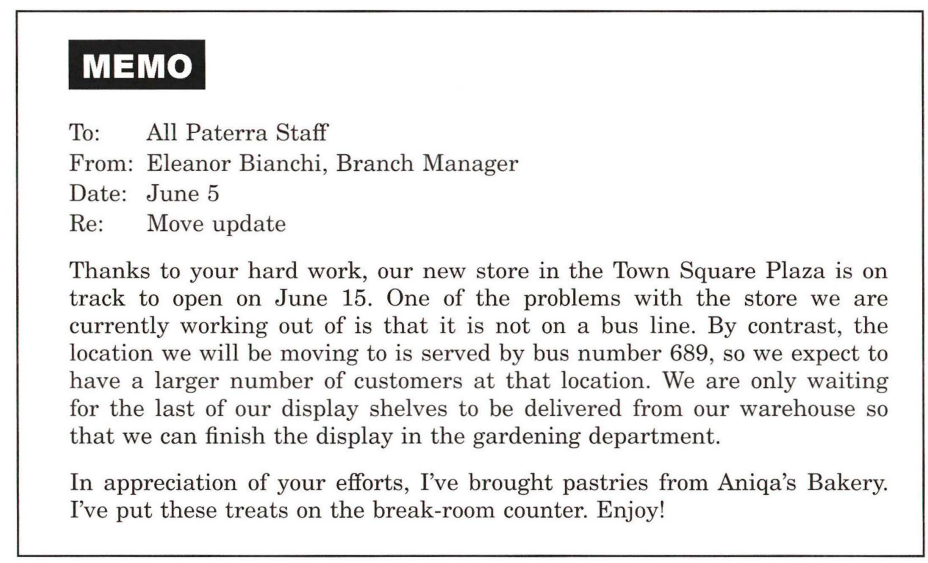 MEMO
To: All Paterra Staff
From: Eleanor Bianchi, Branch Manager
Date: June 5
Re: Move update
Thanks to your hard work, our new store in the Town Square Plaza is on
track to open on June 15. One of the problems with the store we are
currently working out of is that it is not on a bus line. By contrast, the
location we will be moving to is served by bus number 689, so we expect to
have a larger number of customers at that location. We are only waiting
for the last of our display shelves to be delivered from our warehouse so
that we can finish the display in the gardening department.
In appreciation of your efforts, I've brought pastries from Aniqa's Bakery.
I've put these treats on the break-room counter. Enjoy!